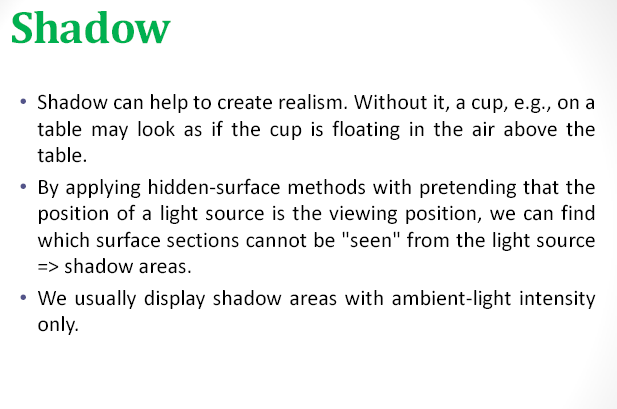 Shadow
• Shadow can help to create realism. Without it, a cup, e.g., on a
table may look as if the cup is floating in the air above the
table.
• By applying hidden-surface methods with pretending that the
position of a light source is the viewing position, we can find
which surface sections cannot be "seen" from the light source
=> shadow areas.
• We usually display shadow areas with ambient-light intensity
only.